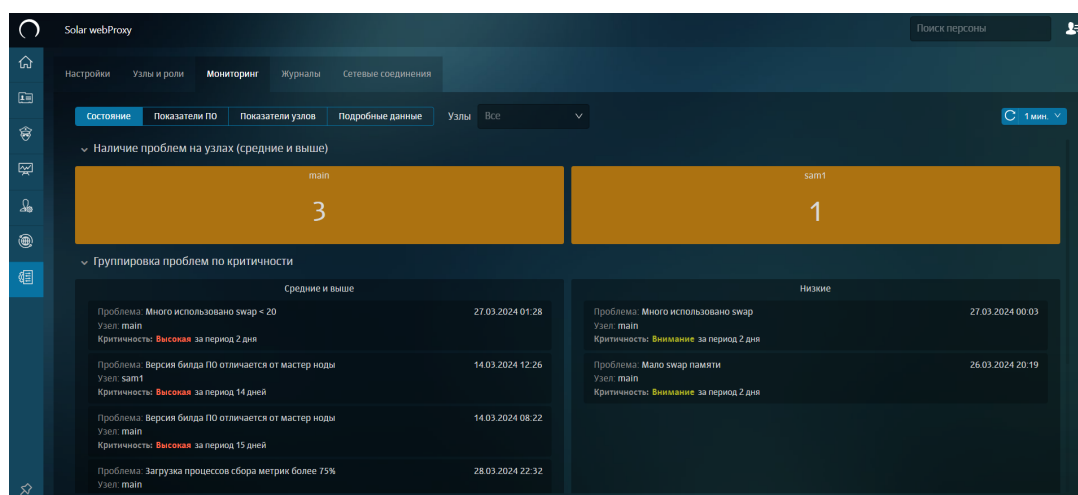 Solar webProxy
Поиск персоны
Настройки Узлы и роли Мониторинг Журналы Сетевые соединения
Состояние Показатели ПО Показатели узлов Подробные данные Узлы Все 1 мин.
Наличие проблем на узлах (средние и выше)
main
3
sam1
1
Группировка проблем по критичности
Средние и выше
Проблема: Много использовано swap < 20 27.03.2024 01:28
Узел: main
Критичность: Высокая за период 2 дня
Проблема: Версия билда ПО отличается от мастер ноды 14.03.2024 12:26
Узел: sam1
Критичность: Высокая за период 14 дней
Проблема: Версия билда ПО отличается от мастер ноды 14.03.2024 08:22
Узел: main
Критичность: Высокая за период 15 дней
Проблема: Загрузка процессов сбора метрик более 75% 28.03.2024 22:32
Узел: main
Низкие
Проблема: Много использовано swap 27.03.2024 00:03
Узел: main
Критичность: Внимание за период 2 дня
Проблема: Мало swap памяти 26.03.2024 20:19
Узел: main
Критичность: Внимание за период 2 дня